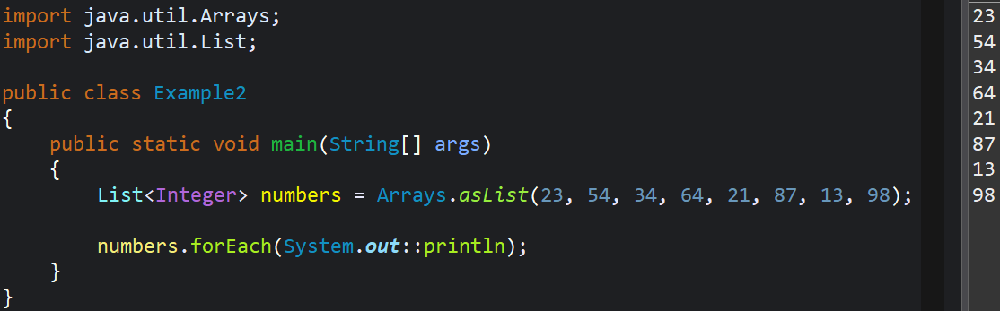 import java.util.Arrays;
import java.util.List;
public class Example2
{
public static void main(String[] args)
{
List<Integer> numbers = Arrays.asList(23, 54, 34, 64, 21, 87, 13, 98);
numbers.forEach(System.out::println);
}
}
23
54
34
64
21
87
13
98